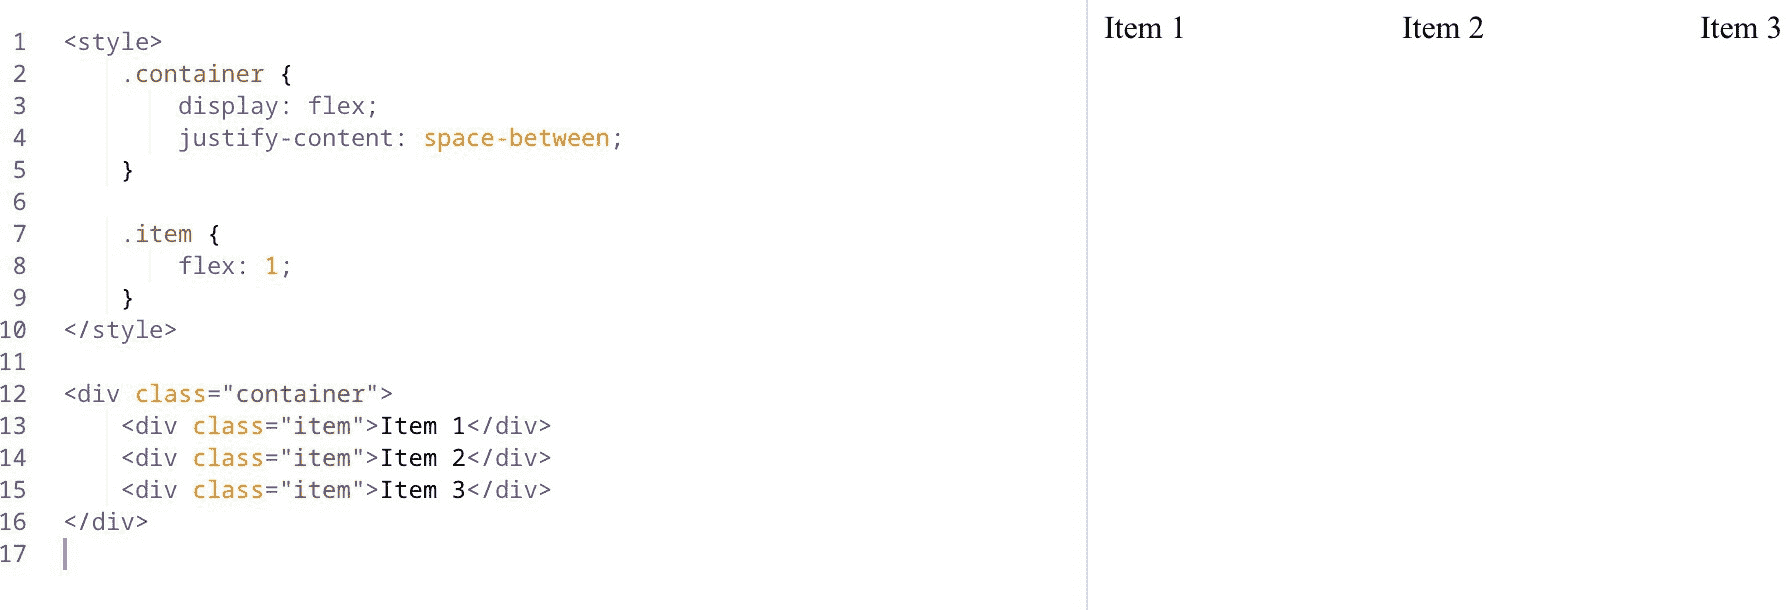 1 <style>
2     .container {
3         display: flex;
4         justify-content: space-between;
5     }
6
7     .item {
8         flex: 1;
9     }
10 </style>
11
12 <div class="container">
13     <div class="item">Item 1</div>
14     <div class="item">Item 2</div>
15     <div class="item">Item 3</div>
16 </div>
17
Item 1 Item 2 Item 3